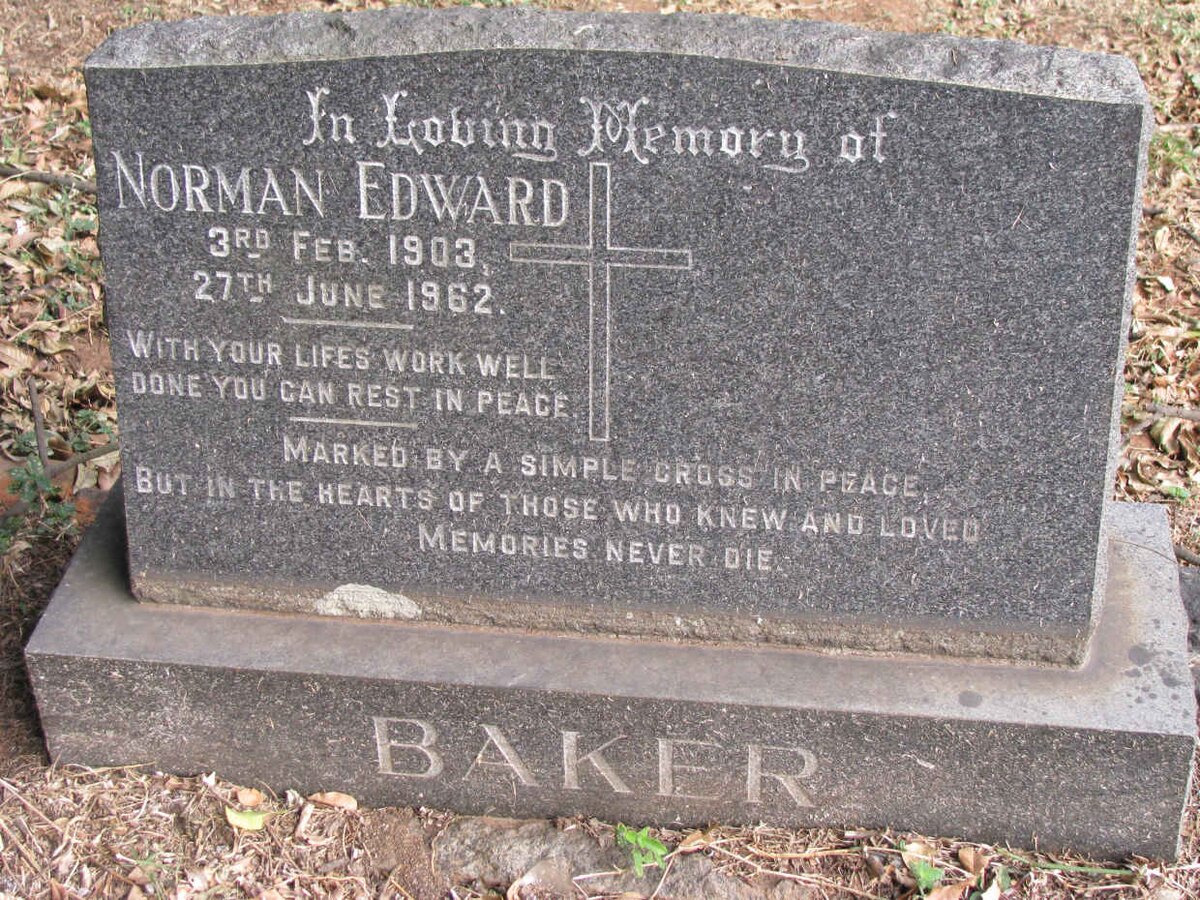 In Loving Memory of
NORMAN EDWARD
3RD FEB. 1903,
27TH JUNE 1962.
WITH YOUR LIFES WORK WELL
DONE YOU CAN REST IN PEACE
MARKED BY A SIMPLE CROSS IN PEACE,
BUT IN THE HEARTS OF THOSE WHO KNEW AND LOVED
MEMORIES NEVER DIE.
BAKER